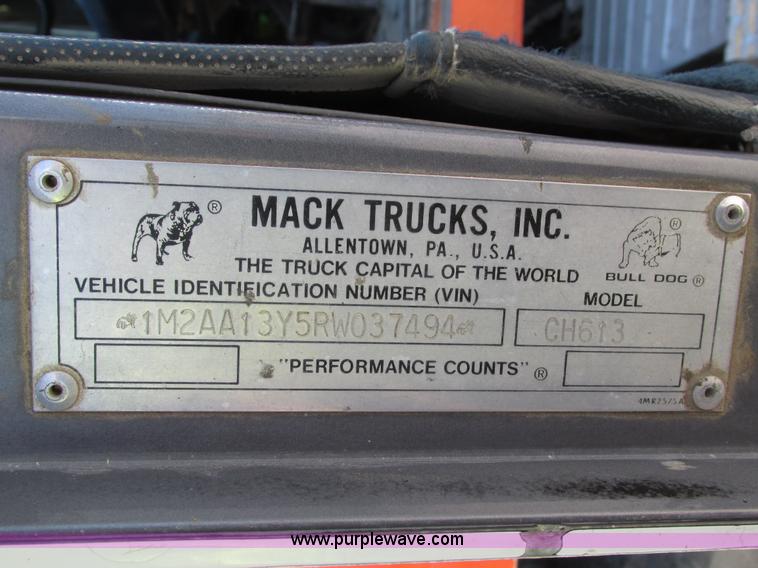 MACK TRUCKS, INC.
ALLENTOWN, PA., U.S.A.
THE TRUCK CAPITAL OF THE WORLD
® ® BULL DOG ®
VEHICLE IDENTIFICATION NUMBER (VIN) MODEL
1M2AA13Y5RW037494 CH613
"PERFORMANCE COUNTS" ®
4MR2575A
www.purplewave.com